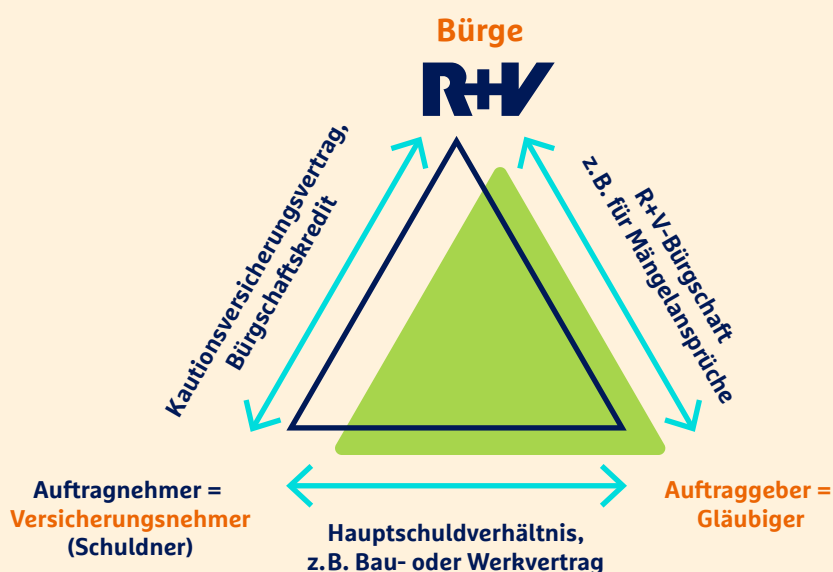 Bürge
R+V
Kautionsversicherungsvertrag,
Bürgschaftskredit
R+V-Bürgschaft
z.B. für Mängelansprüche
Auftragnehmer =
Versicherungsnehmer
(Schuldner)
Hauptschuldverhältnis,
z.B. Bau- oder Werkvertrag
Auftraggeber =
Gläubiger